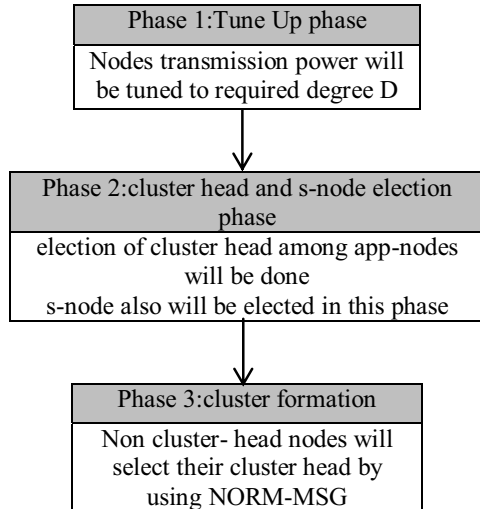 Phase 1:Tune Up phase
Nodes transmission power will
be tuned to required degree D
Phase 2:cluster head and s-node election
phase
election of cluster head among app-nodes
will be done
s-node also will be elected in this phase
Phase 3:cluster formation
Non cluster- head nodes will
select their cluster head by
using NORM-MSG